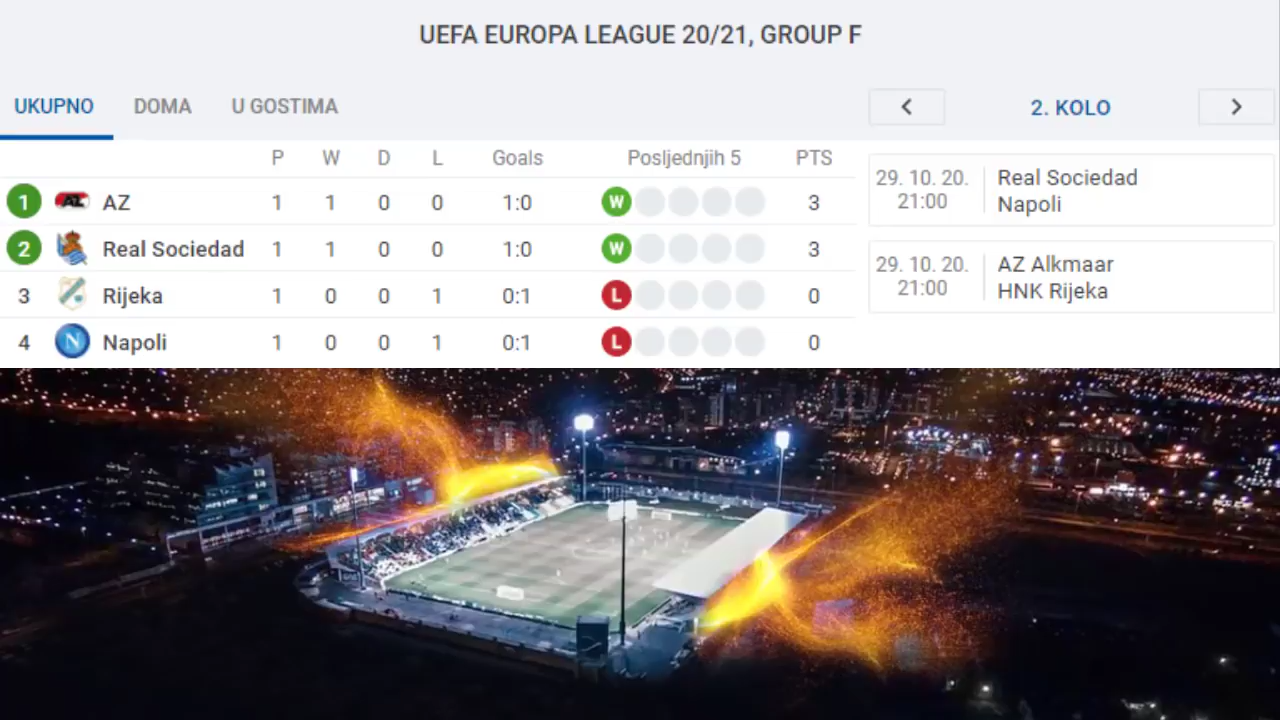 UEFA EUROPA LEAGUE 20/21, GROUP F
UKUPNO DOMA U GOSTIMA
P W D L Goals Posljednjih 5 PTS
1 AZ 1 1 0 0 1:0 W 3
2 Real Sociedad 1 1 0 0 1:0 W 3
3 Rijeka 1 0 0 1 0:1 L 0
4 N Napoli 1 0 0 1 0:1 L 0
< 2. KOLO >
29. 10. 20. Real Sociedad
21:00 Napoli
29. 10. 20. AZ Alkmaar
21:00 HNK Rijeka